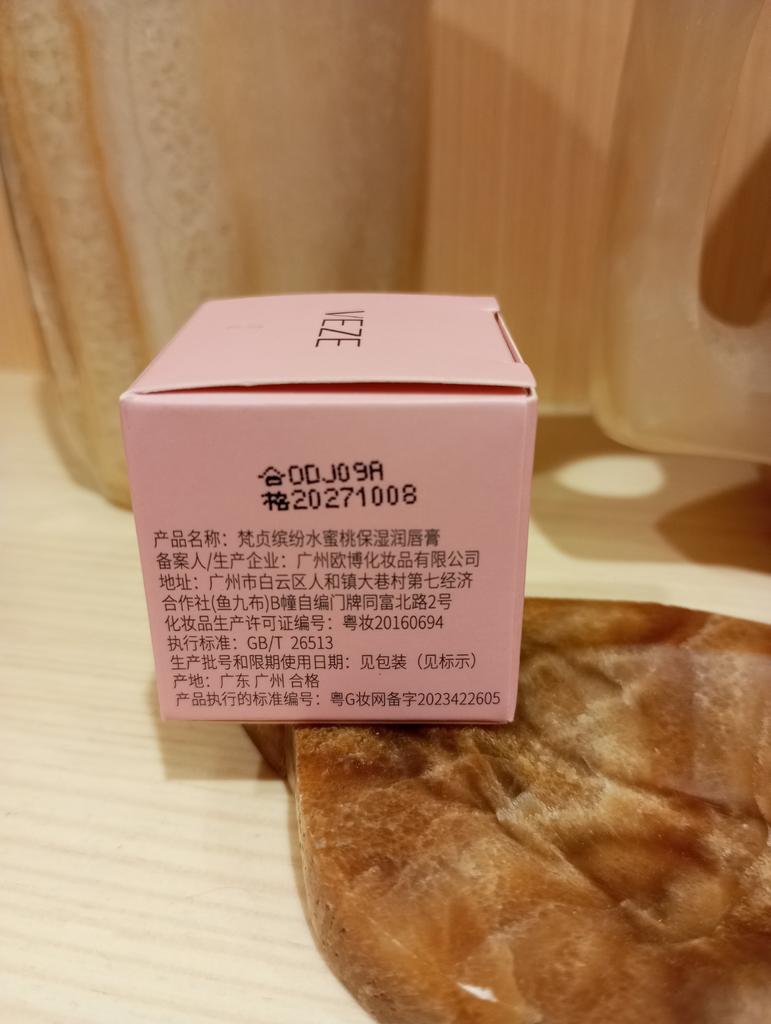 VEZE
合ODJ09A
格20271008
产品名称：梵贞缤纷水蜜桃保湿润唇膏
备案人/生产企业：广州欧博化妆品有限公司
地址：广州市白云区人和镇大巷村第七经济
合作社(鱼九布)B幢自编门牌同富北路2号
化妆品生产许可证编号：粤妆20160694
执行标准：GB/T 26513
生产批号和限期使用日期：见包装（见标示）
产地：广东 广州 合格
产品执行的标准编号：粤G妆网备字2023422605